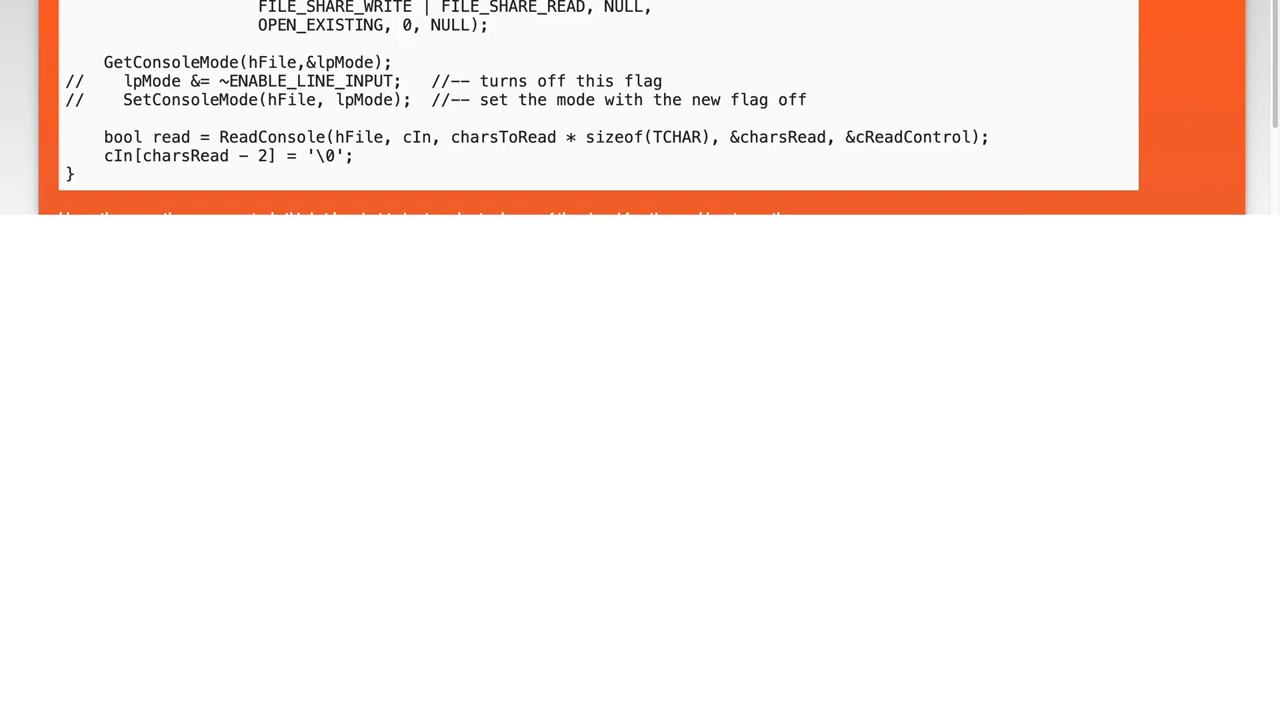 FILE_SHARE_WRITE | FILE_SHARE_READ, NULL,
OPEN_EXISTING, 0, NULL);
GetConsoleMode(hFile,&lpMode);
// lpMode &= ~ENABLE_LINE_INPUT; //-- turns off this flag
// SetConsoleMode(hFile, lpMode); //-- set the mode with the new flag off
bool read = ReadConsole(hFile, cIn, charsToRead * sizeof(TCHAR), &charsRead, &cReadControl);
cIn[charsRead - 2] = '\0';
}